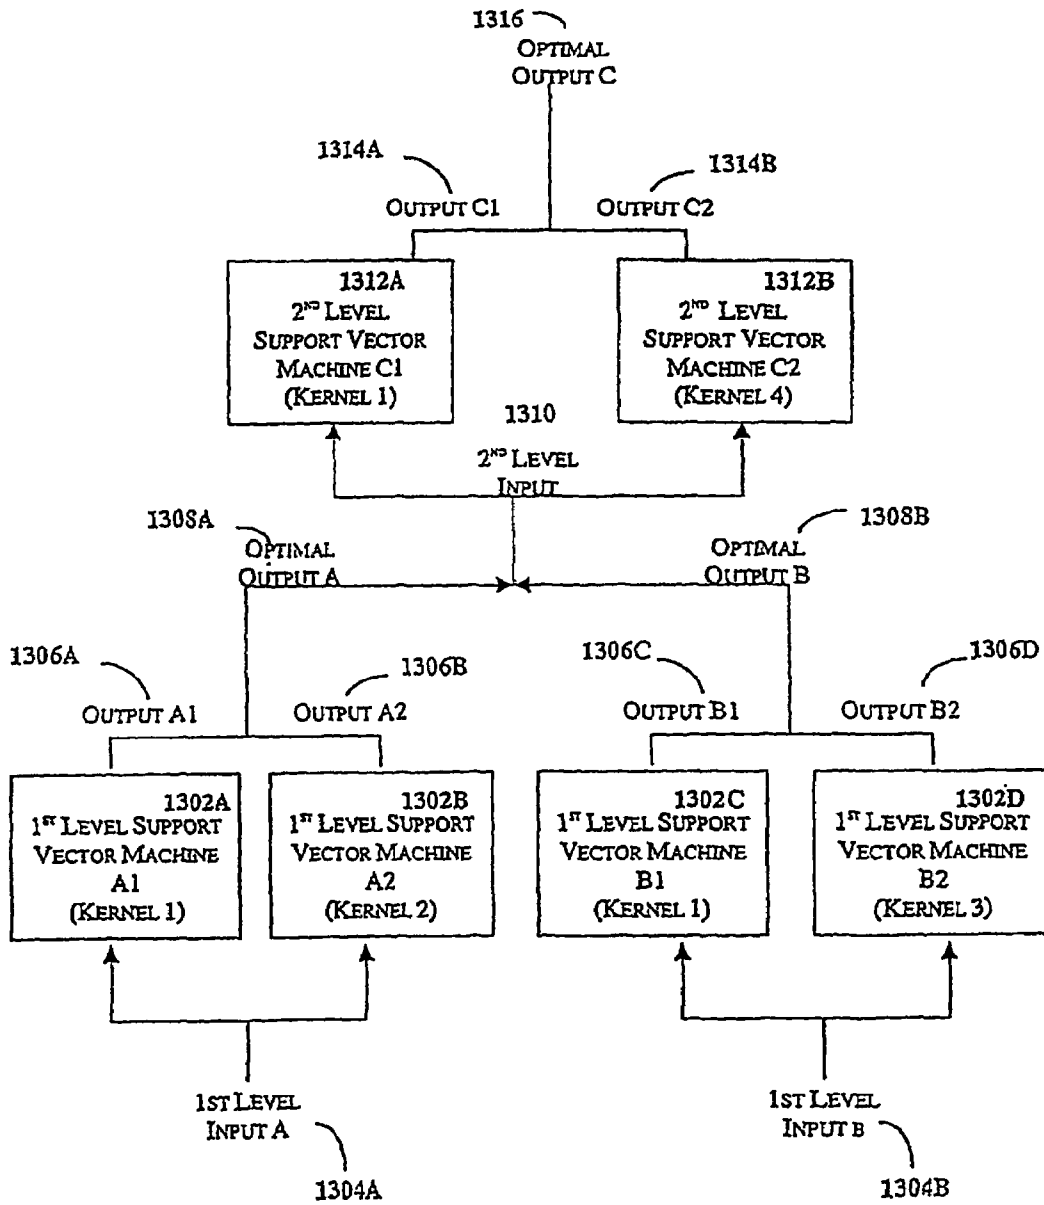 1316
OPTIMAL
OUTPUT C
1314A
1314B
OUTPUT C1
OUTPUT C2
1312A
2ND LEVEL
SUPPORT VECTOR
MACHINE C1
(KERNEL 1)
1312B
2ND LEVEL
SUPPORT VECTOR
MACHINE C2
(KERNEL 4)
1310
2ND LEVEL
INPUT
1308A
OPTIMAL
OUTPUT A
1308B
OPTIMAL
OUTPUT B
1306A
OUTPUT A1
1306B
OUTPUT A2
1306C
OUTPUT B1
1306D
OUTPUT B2
1302A
1ST LEVEL SUPPORT
VECTOR MACHINE
A1
(KERNEL 1)
1302B
1ST LEVEL SUPPORT
VECTOR MACHINE
A2
(KERNEL 2)
1302C
1ST LEVEL SUPPORT
VECTOR MACHINE
B1
(KERNEL 1)
1302D
1ST LEVEL SUPPORT
VECTOR MACHINE
B2
(KERNEL 3)
1ST LEVEL
INPUT A
1304A
1ST LEVEL
INPUT B
1304B